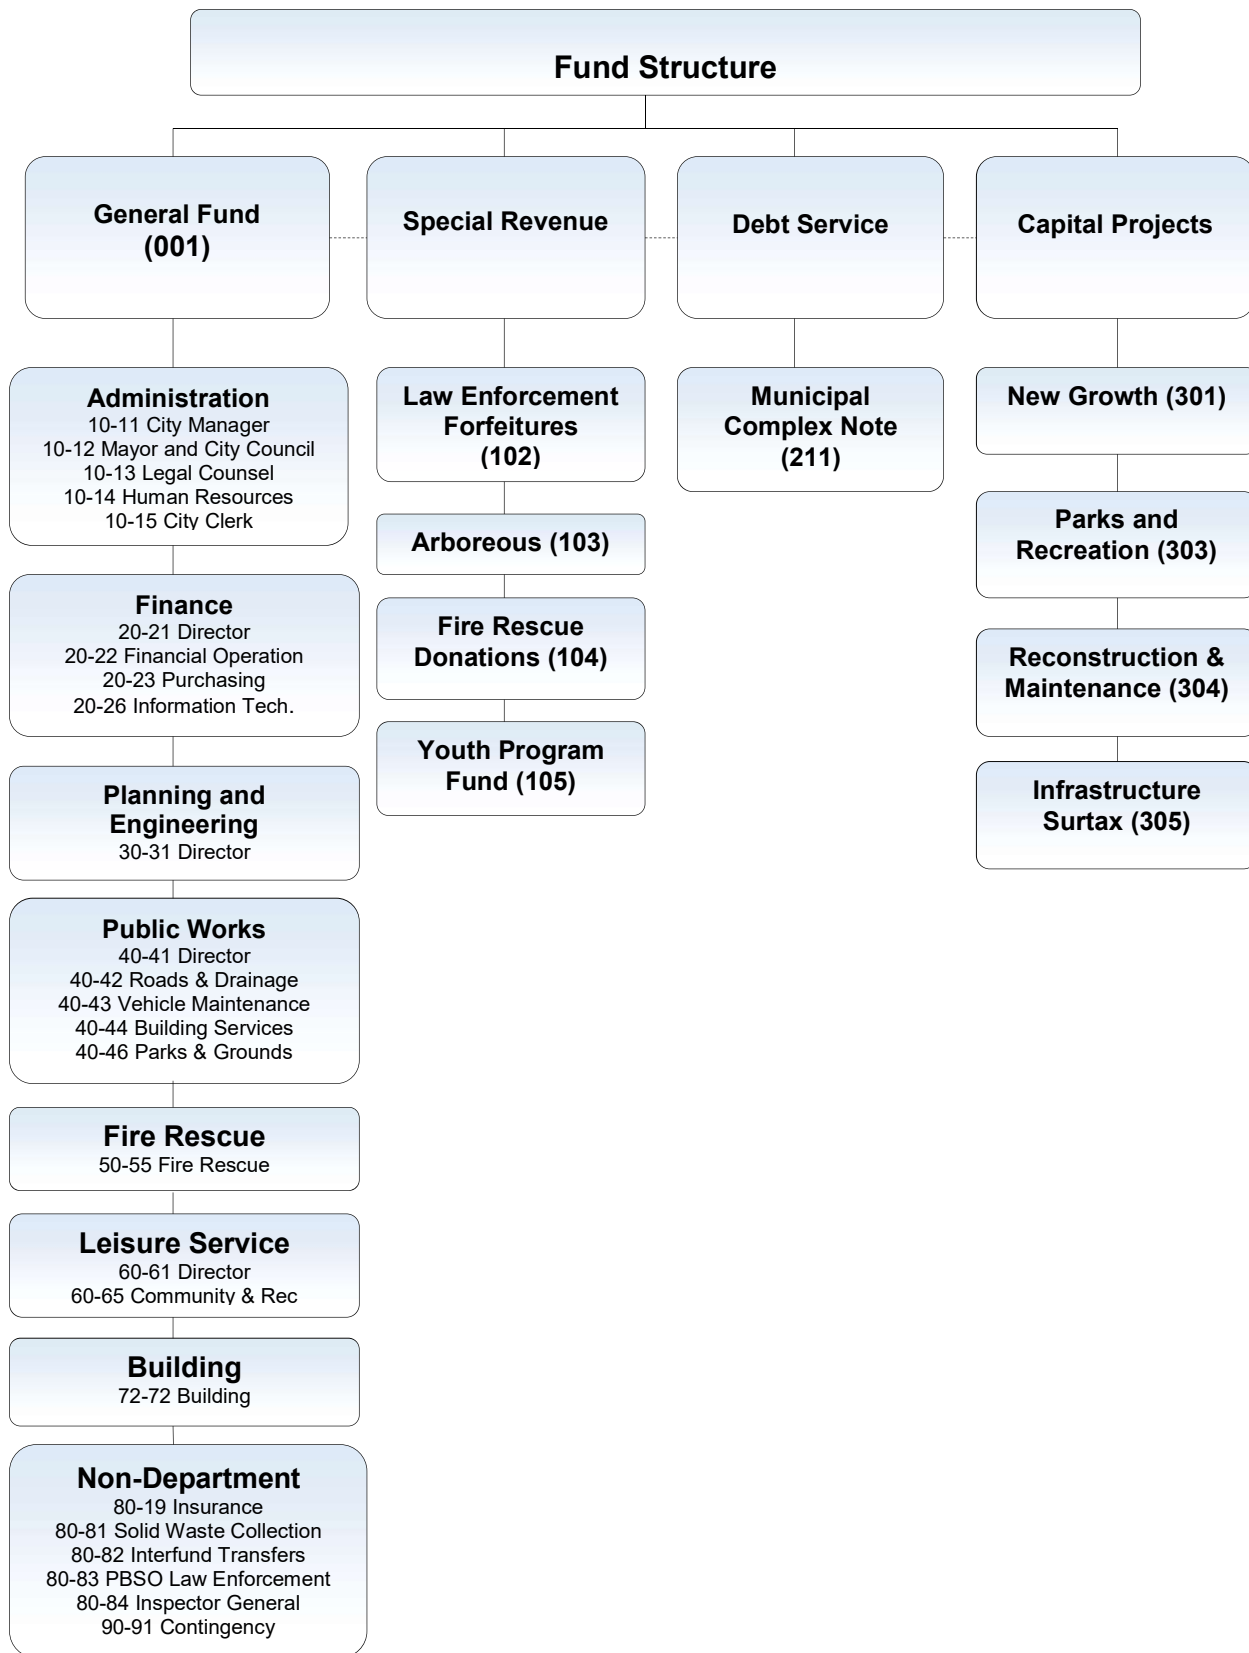 Fund Structure
General Fund
(001)
Special Revenue
Debt Service
Capital Projects
Administration
10-11 City Manager
10-12 Mayor and City Council
10-13 Legal Counsel
10-14 Human Resources
10-15 City Clerk
Finance
20-21 Director
20-22 Financial Operation
20-23 Purchasing
20-26 Information Tech.
Planning and
Engineering
30-31 Director
Public Works
40-41 Director
40-42 Roads & Drainage
40-43 Vehicle Maintenance
40-44 Building Services
40-46 Parks & Grounds
Fire Rescue
50-55 Fire Rescue
Leisure Service
60-61 Director
60-65 Community & Rec
Building
72-72 Building
Non-Department
80-19 Insurance
80-81 Solid Waste Collection
80-82 Interfund Transfers
80-83 PBSO Law Enforcement
80-84 Inspector General
90-91 Contingency
Law Enforcement
Forfeitures
(102)
Arboreous (103)
Fire Rescue
Donations (104)
Youth Program
Fund (105)
Municipal
Complex Note
(211)
New Growth (301)
Parks and
Recreation (303)
Reconstruction &
Maintenance (304)
Infrastructure
Surtax (305)